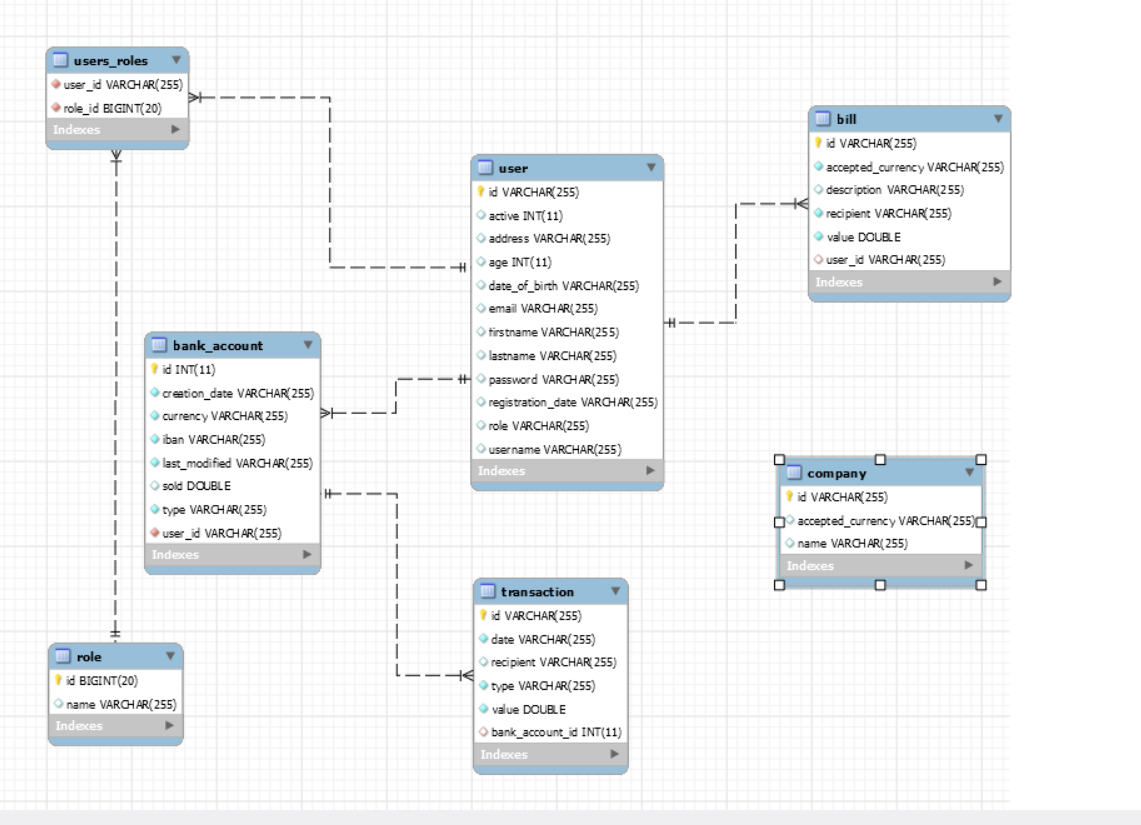 users_roles
user_id VARCHAR(255)
role_id BIGINT(20)
Indexes
bill
id VARCHAR(255)
accepted_currency VARCHAR(255)
description VARCHAR(255)
recipient VARCHAR(255)
value DOUBLE
user_id VARCHAR(255)
Indexes
user
id VARCHAR(255)
active INT(11)
address VARCHAR(255)
age INT(11)
date_of_birth VARCHAR(255)
email VARCHAR(255)
firstname VARCHAR(255)
lastname VARCHAR(255)
password VARCHAR(255)
registration_date VARCHAR(255)
role VARCHAR(255)
username VARCHAR(255)
Indexes
bank_account
id INT(11)
creation_date VARCHAR(255)
currency VARCHAR(255)
iban VARCHAR(255)
last_modified VARCHAR(255)
sold DOUBLE
type VARCHAR(255)
user_id VARCHAR(255)
Indexes
company
id VARCHAR(255)
accepted_currency VARCHAR(255)
name VARCHAR(255)
Indexes
transaction
id VARCHAR(255)
date VARCHAR(255)
recipient VARCHAR(255)
type VARCHAR(255)
value DOUBLE
bank_account_id INT(11)
Indexes
role
id BIGINT(20)
name VARCHAR(255)
Indexes